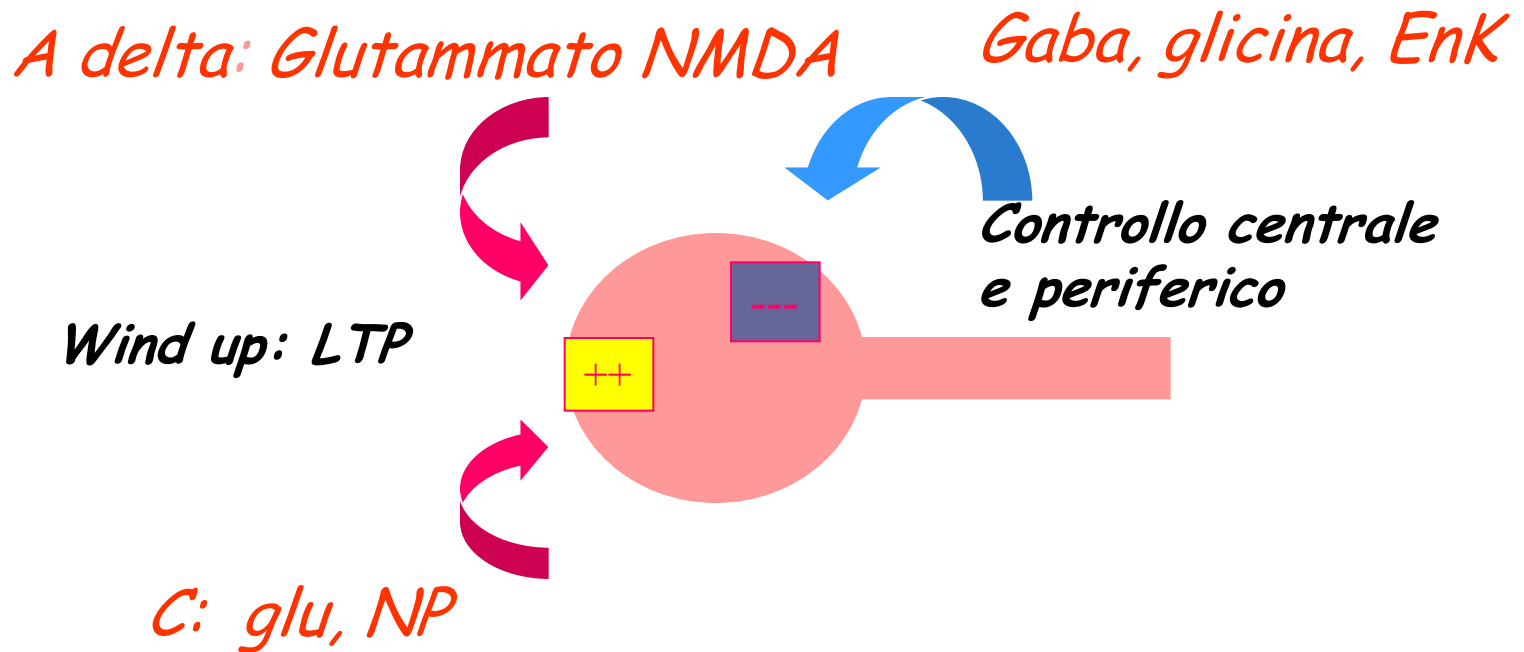 A delta: Glutammato NMDA
Gaba, glicina, EnK
Controllo centrale
e periferico
---
Wind up: LTP
++
C: glu, NP